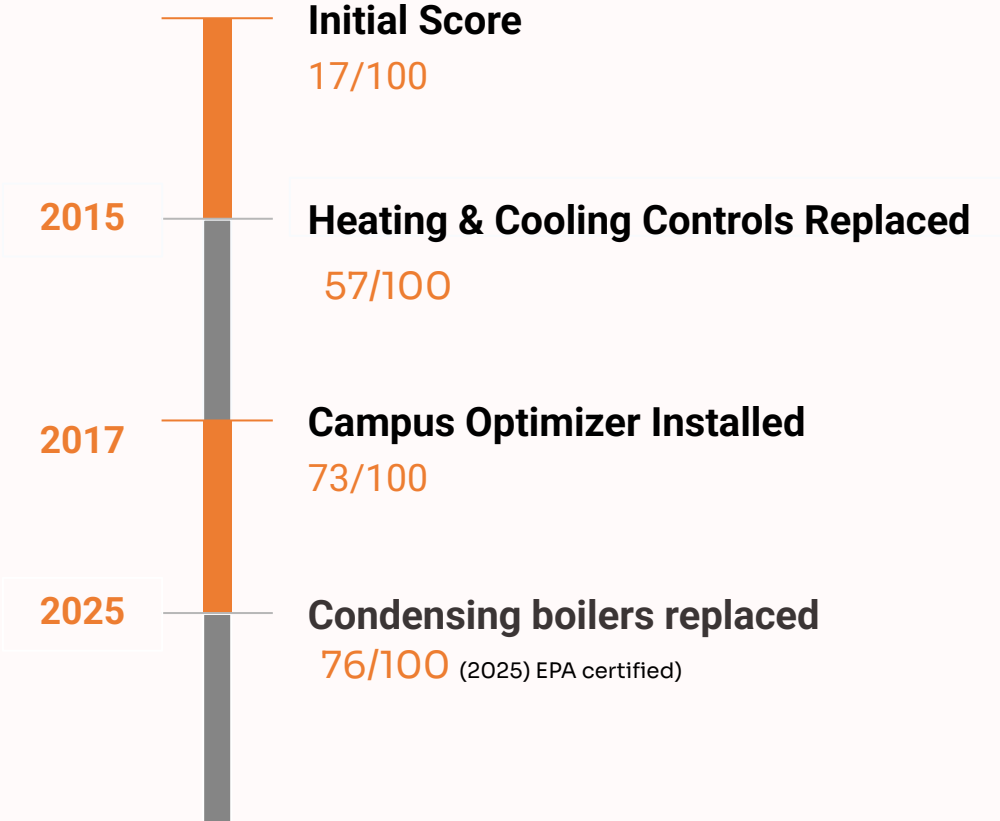 Initial Score
17/100
2015
Heating & Cooling Controls Replaced
57/100
2017
Campus Optimizer Installed
73/100
2025
Condensing boilers replaced
76/100 (2025) EPA certified)